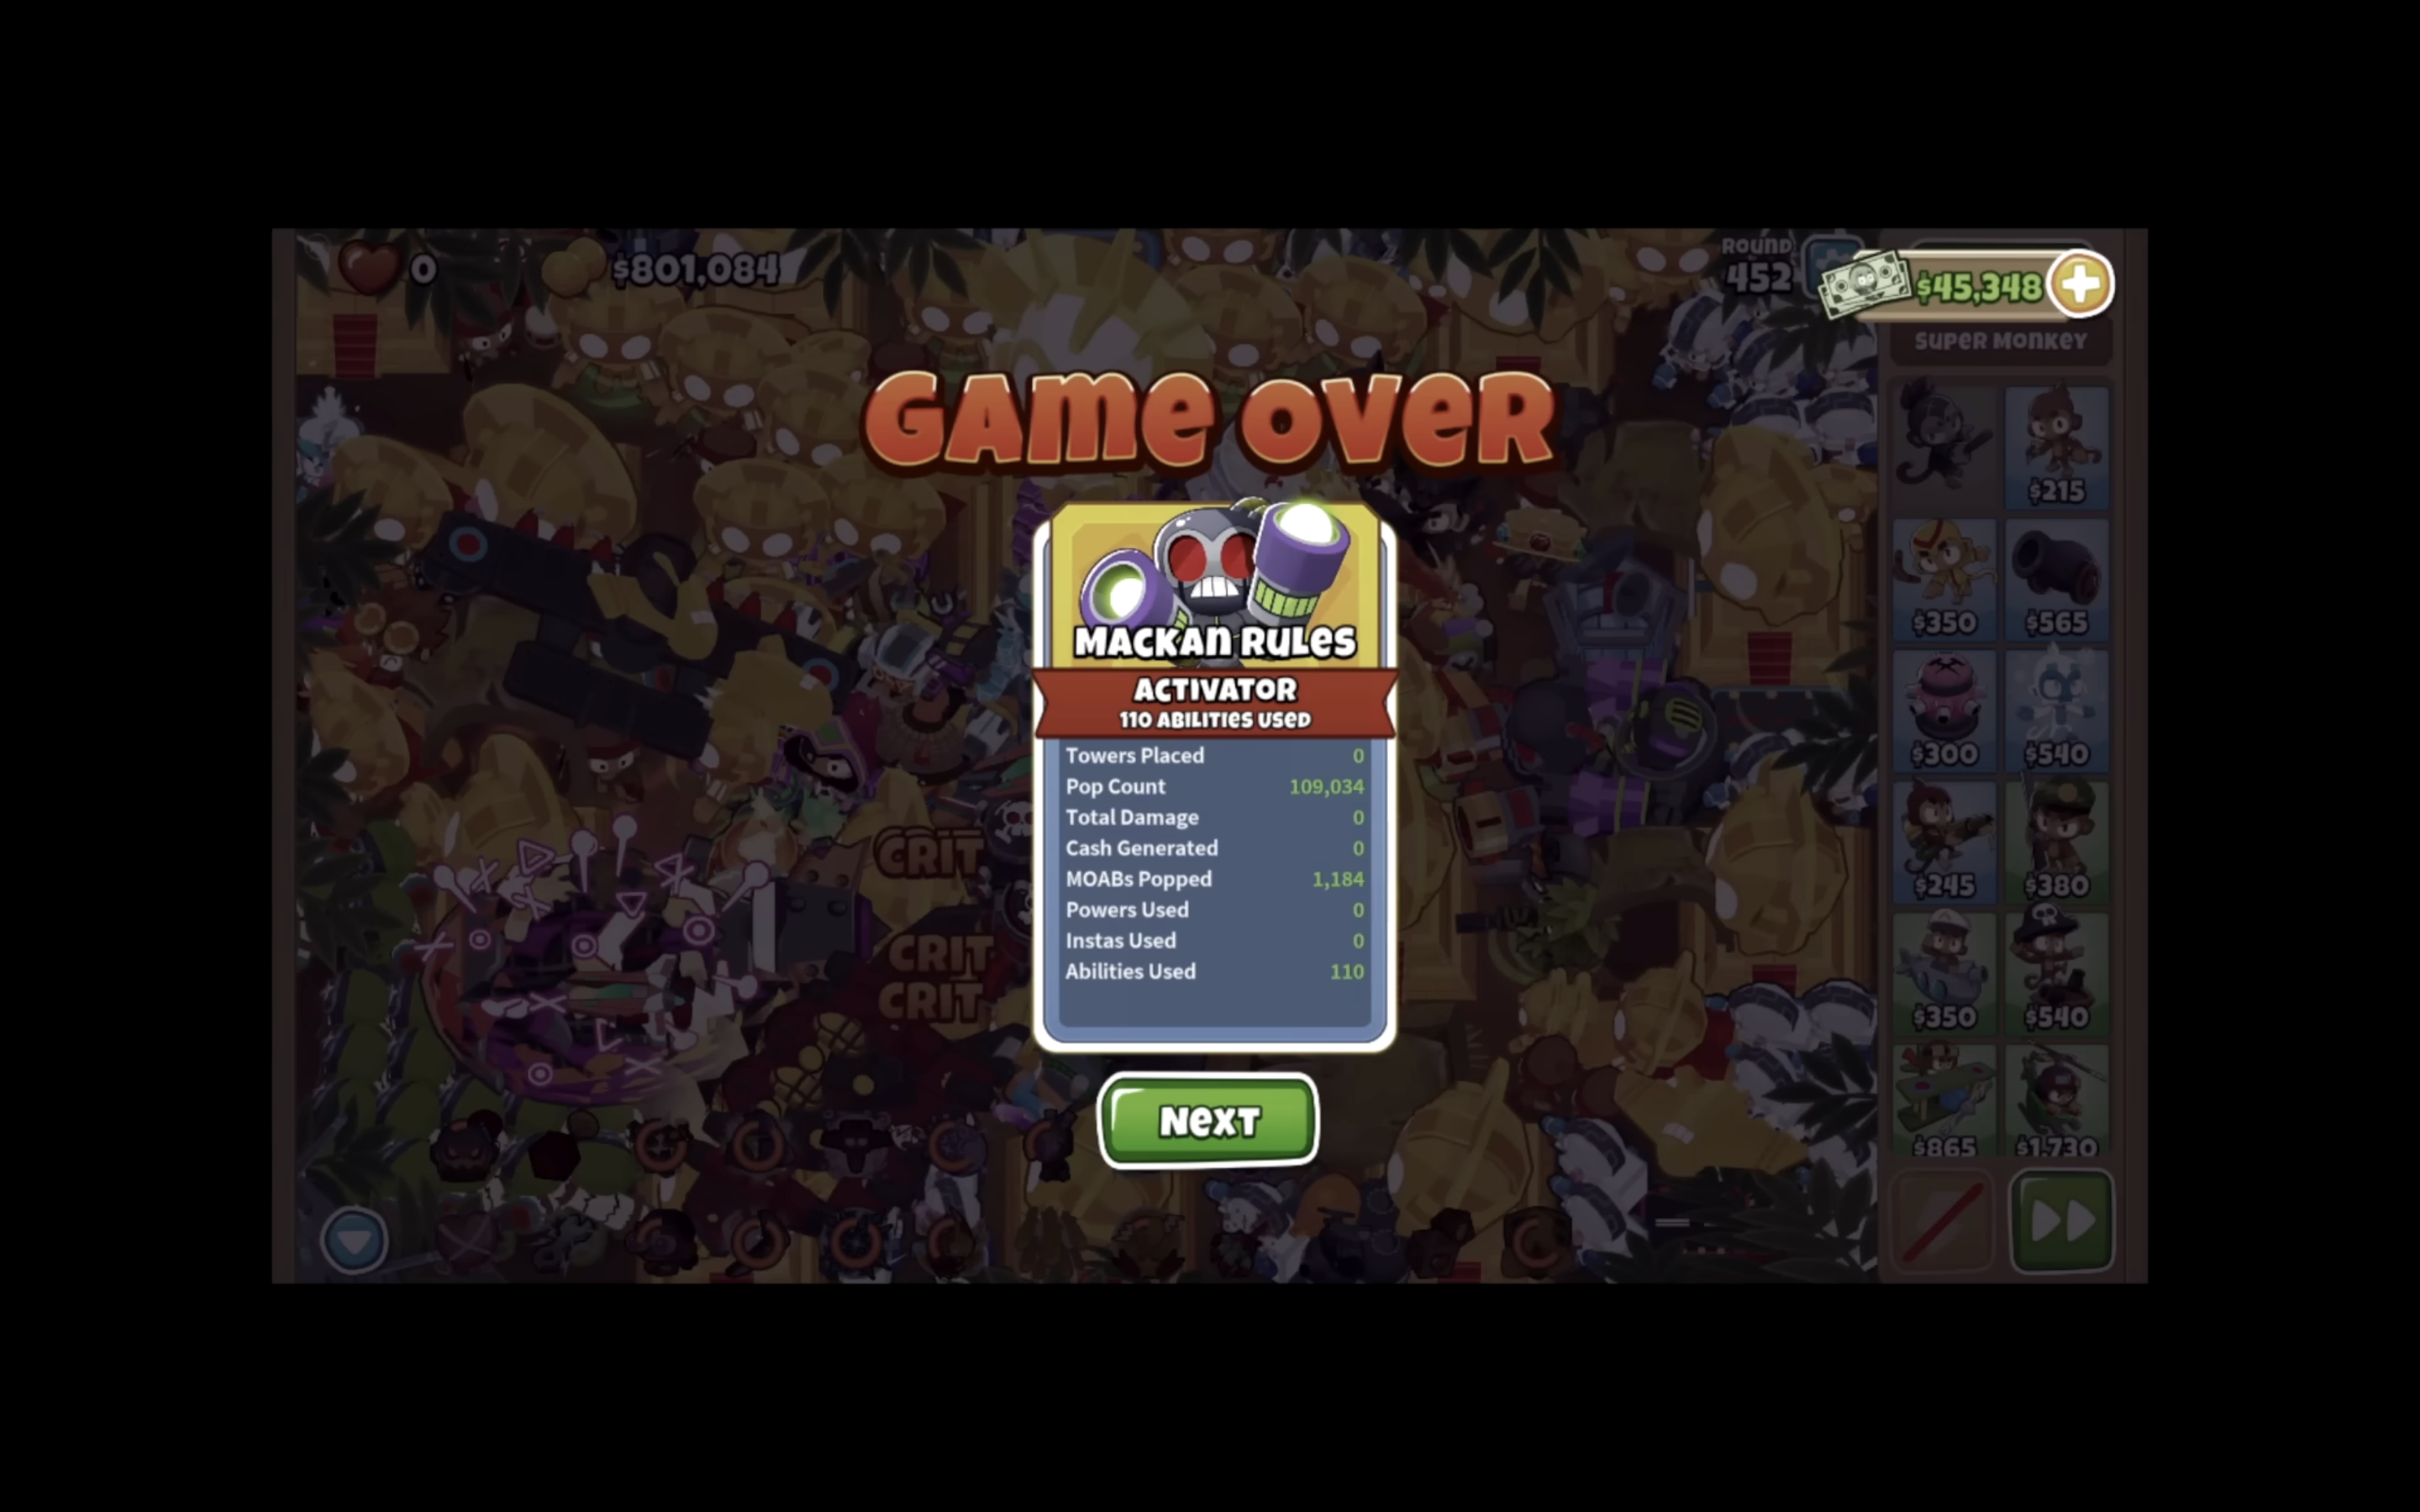 0
$801,084
ROUND
452
$45,348
SUPER MONKEY
GAME OVER
MACKAN RULES
ACTIVATOR
110 ABILITIES USED
Towers Placed 0
Pop Count 109,034
Total Damage 0
Cash Generated 0
MOABs Popped 1,184
Powers Used 0
Instas Used 0
Abilities Used 110
NEXT
CRIT
CRIT
CRIT
$215
$350 $565
$300 $540
$245 $380
$350 $540
$865 $1,730